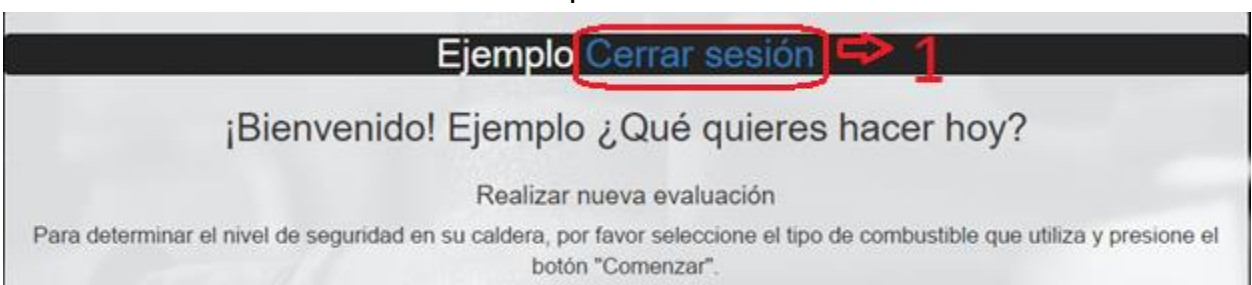 Ejemplo Cerrar sesión 1
¡Bienvenido! Ejemplo ¿Qué quieres hacer hoy?
Realizar nueva evaluación
Para determinar el nivel de seguridad en su caldera, por favor seleccione el tipo de combustible que utiliza y presione el
botón "Comenzar".